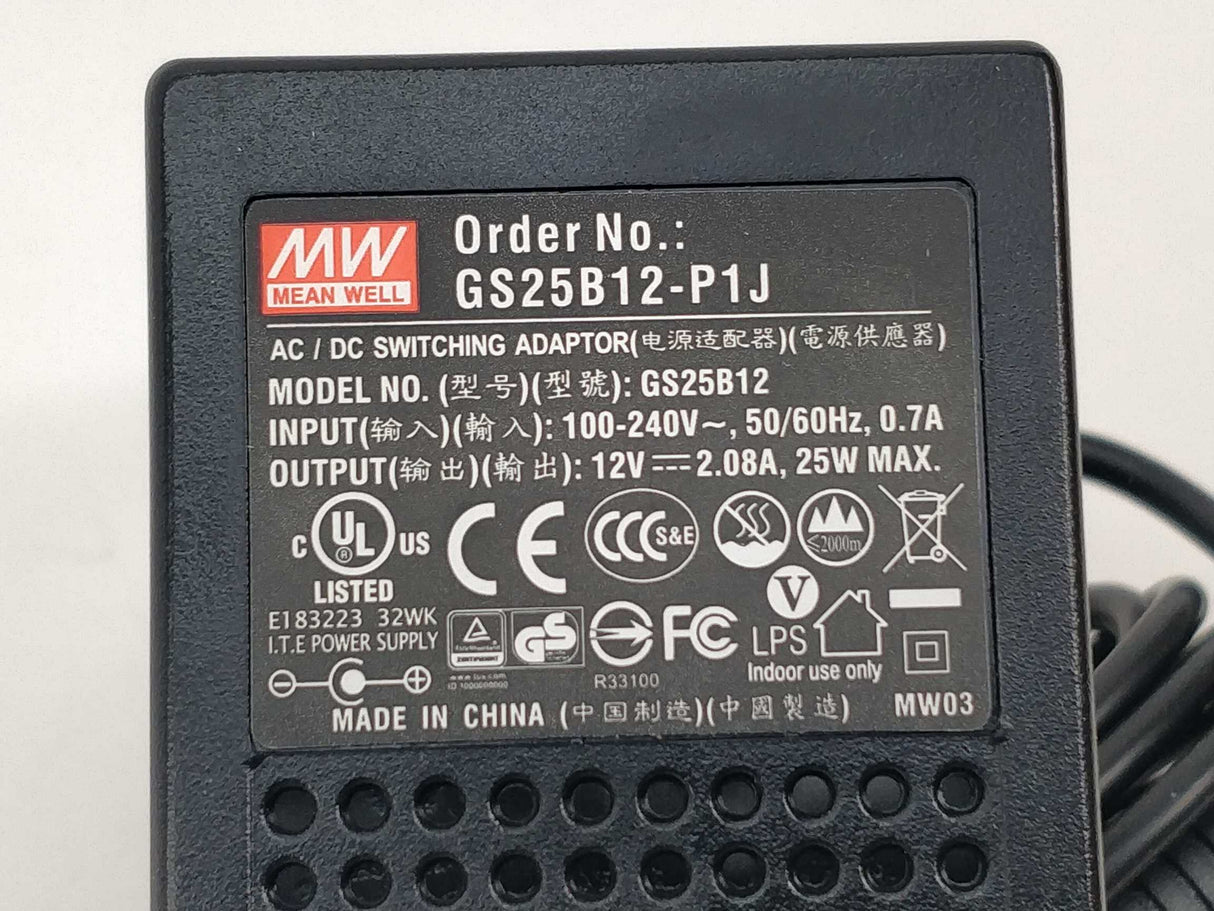 MW
MEAN WELL
Order No.:
GS25B12-P1J
AC / DC SWITCHING ADAPTOR(电源适配器)(電源供應器)
MODEL NO. (型号)(型號): GS25B12
INPUT(输入)(輸入): 100-240V~, 50/60Hz, 0.7A
OUTPUT(输出)(輸出): 12V⎓2.08A, 25W MAX.
C UL US
®
LISTED
E183223 32WK
I.T.E POWER SUPPLY
CE
CCC S&E
≤2000m
V
GS
R33100
FC
LPS
Indoor use only
MADE IN CHINA (中国制造)(中國製造)
MW03